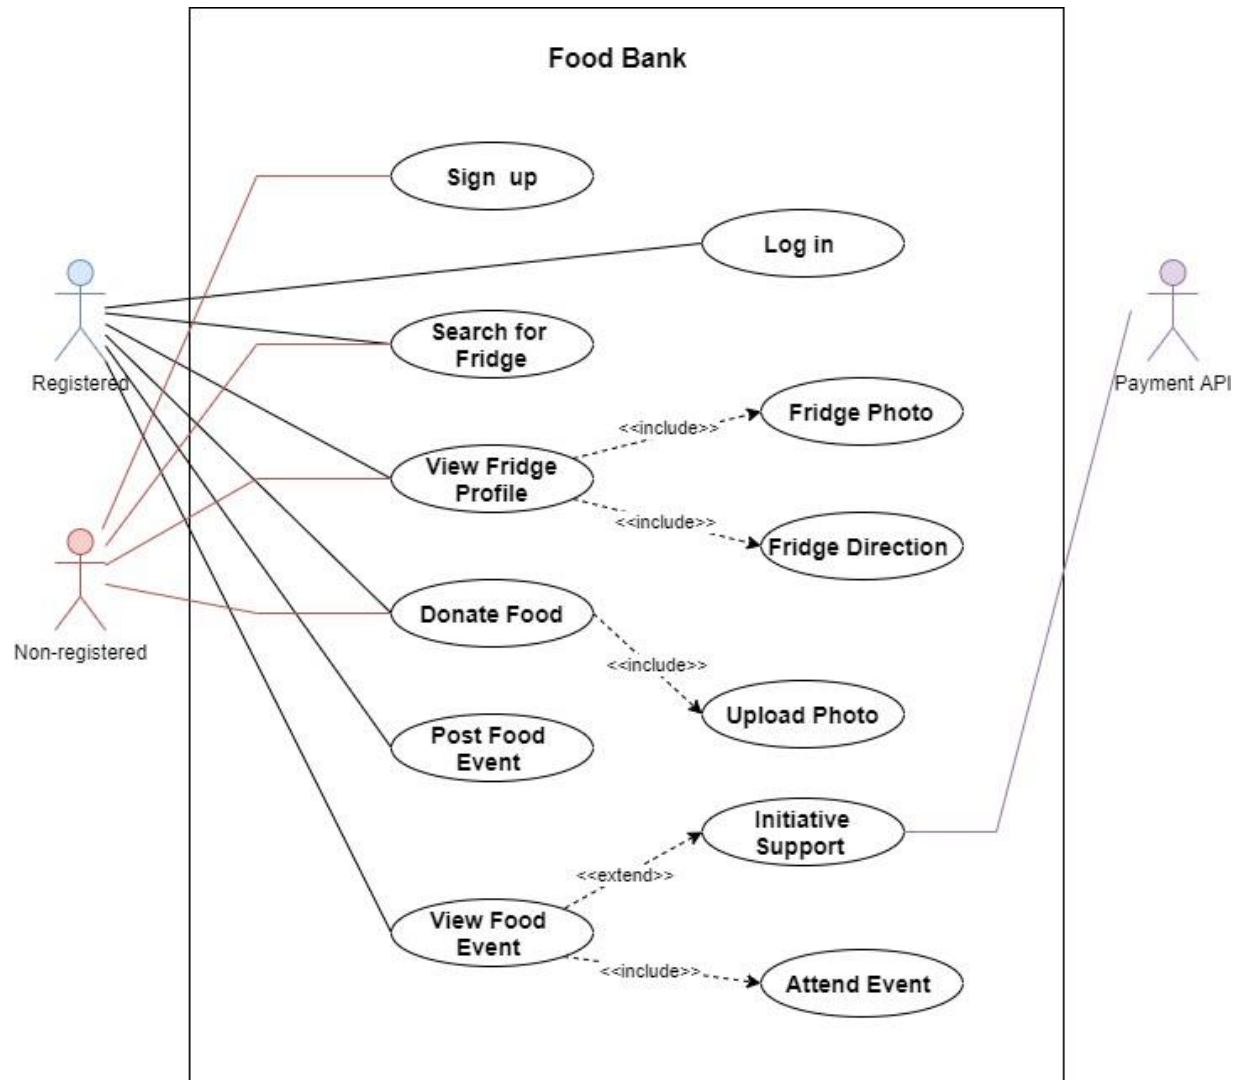 Food Bank
Sign up
Log in
Search for
Fridge
Registered
Payment API
Fridge Photo
<<include>>
View Fridge
Profile
<<include>>
Fridge Direction
Donate Food
Non-registered
<<include>>
Upload Photo
Post Food
Event
Initiative
Support
<<extend>>
View Food
Event
<<include>>
Attend Event